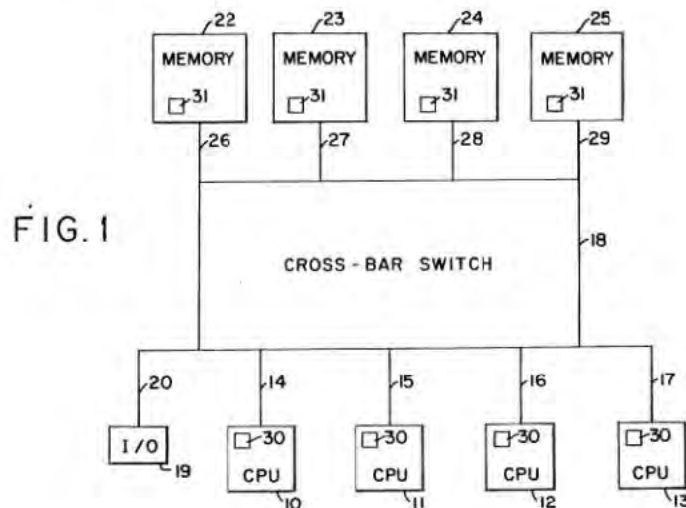 22 23 24 25
MEMORY MEMORY MEMORY MEMORY
31 31 31 31
26 27 28 29
FIG. 1
18
CROSS-BAR SWITCH
20 14 15 16 17
I/O 30 30 30 30
CPU CPU CPU CPU
19 10 11 12 13